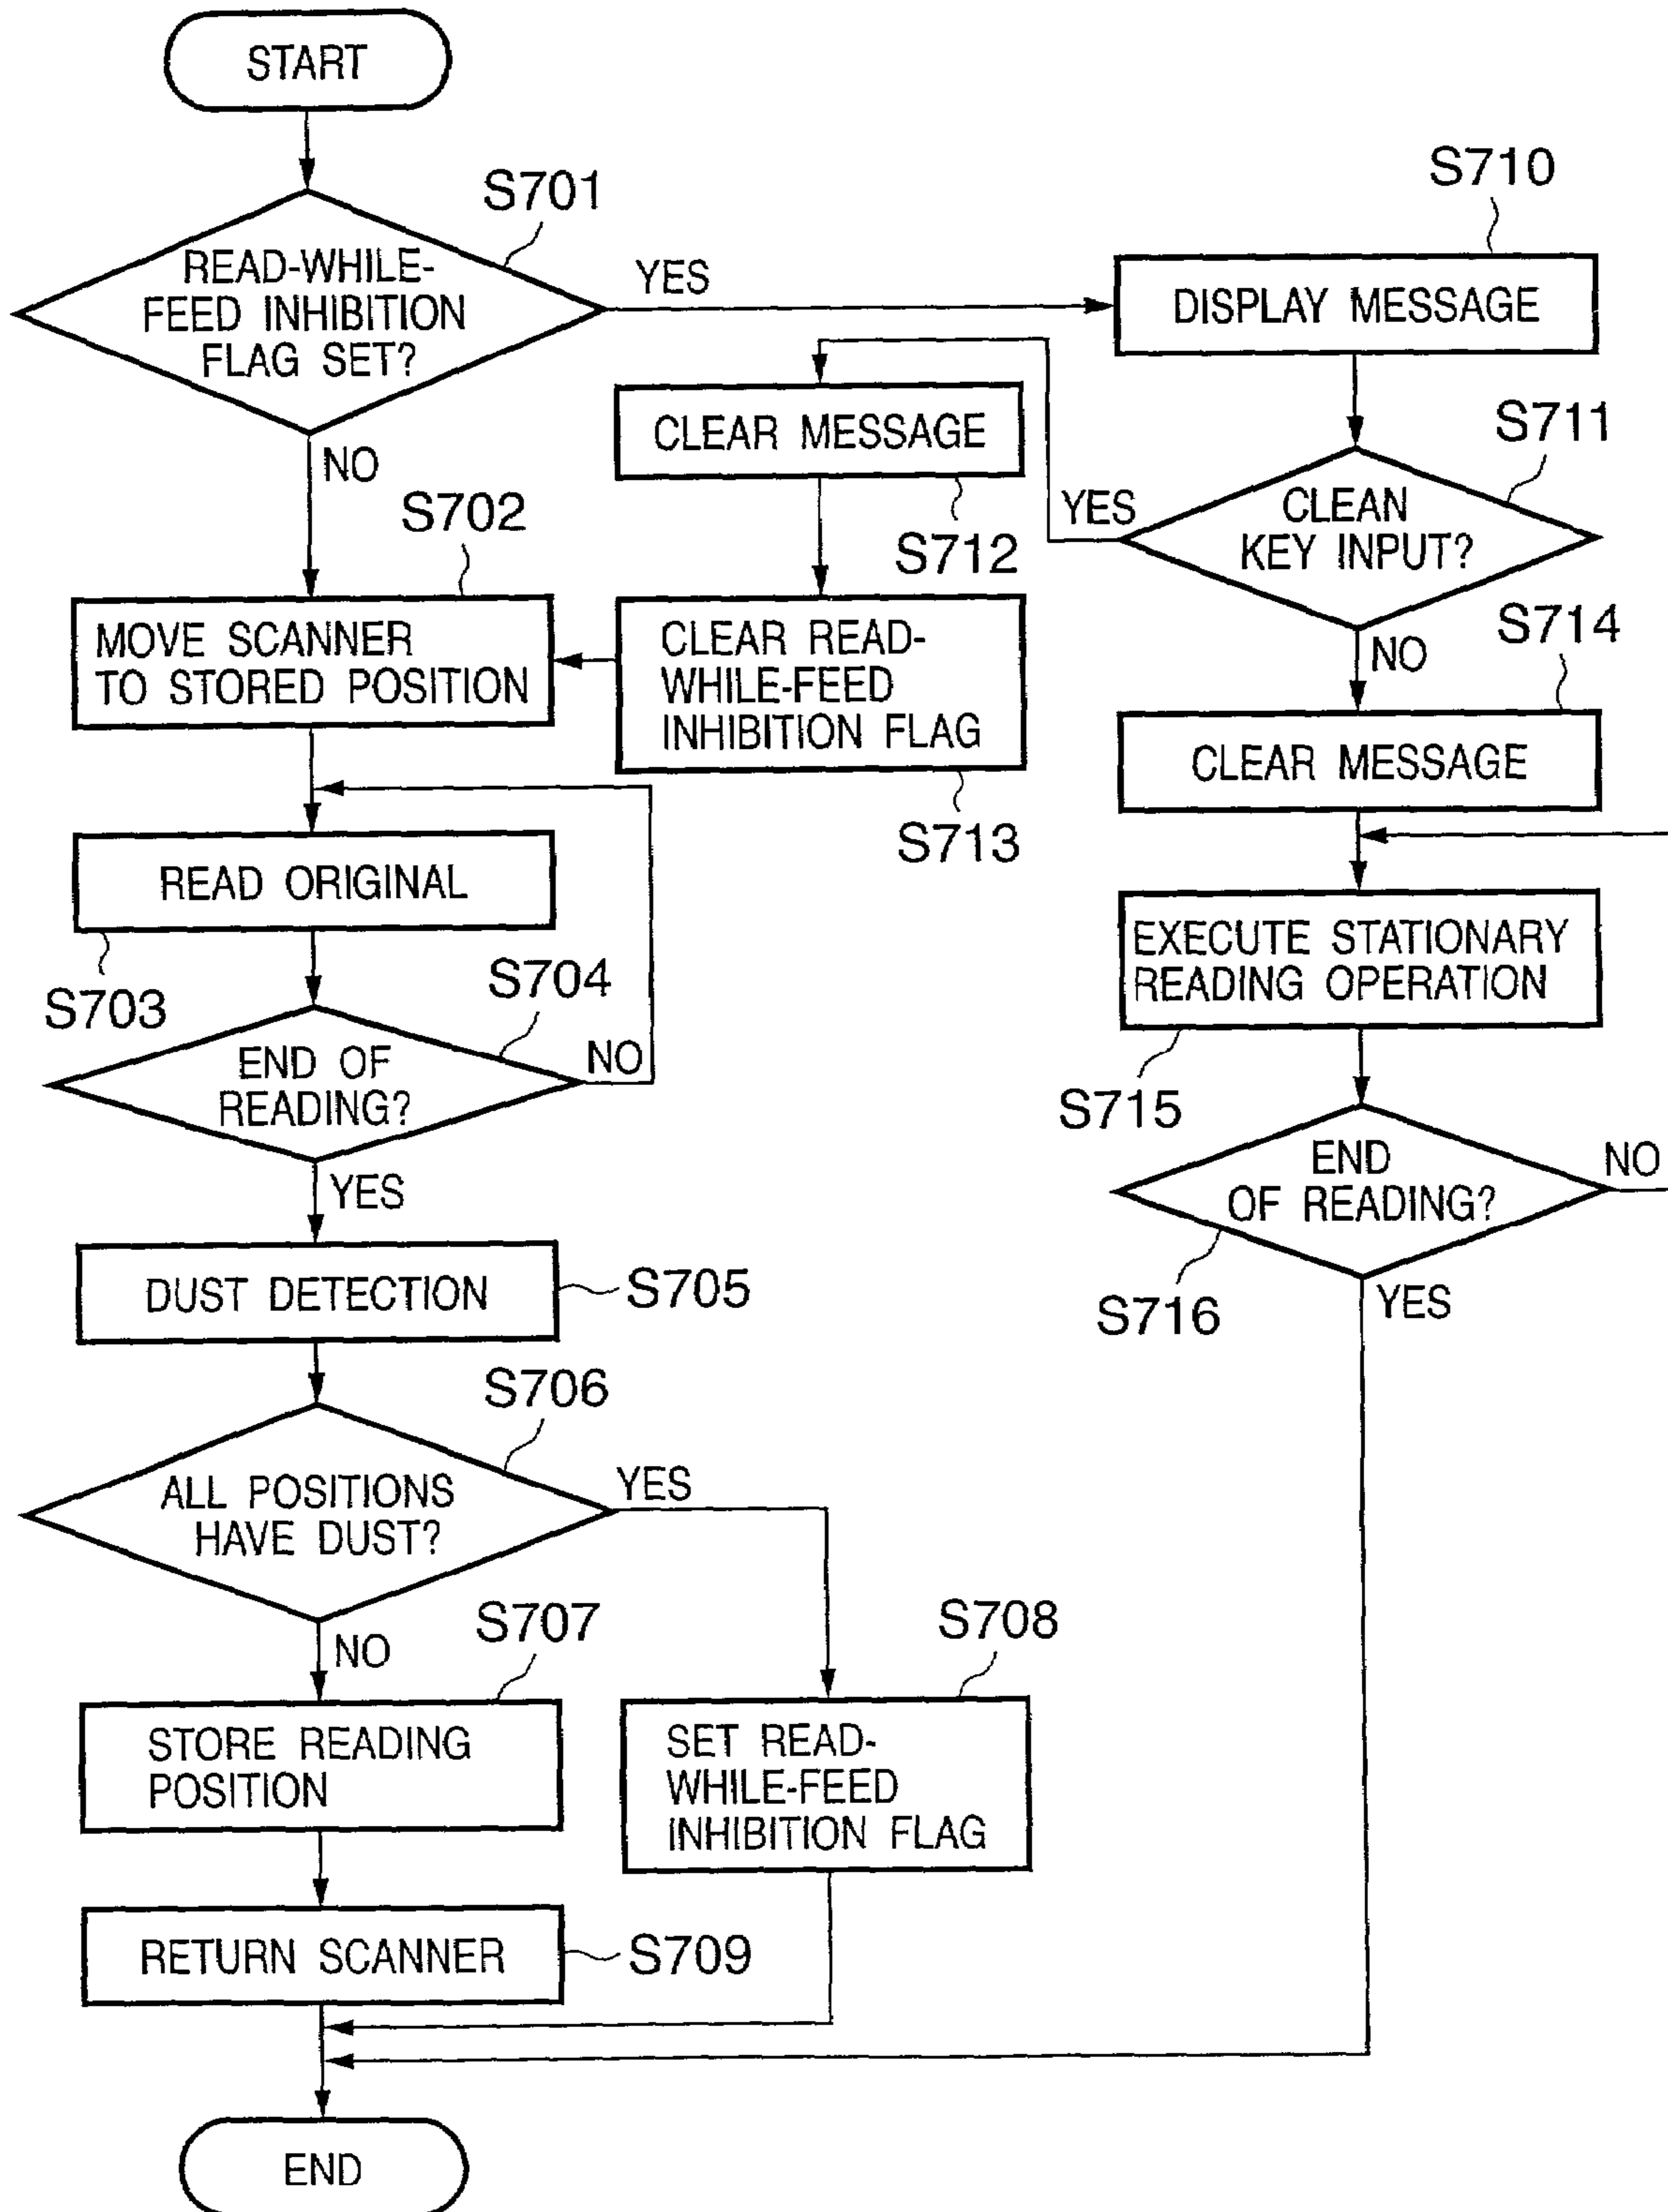 START
S701
READ-WHILE-
FEED INHIBITION
FLAG SET?
YES
NO
S710
DISPLAY MESSAGE
S711
CLEAN
KEY INPUT?
YES
NO
CLEAR MESSAGE
S712
CLEAR READ-
WHILE-FEED
INHIBITION FLAG
S713
S702
MOVE SCANNER
TO STORED POSITION
S714
CLEAR MESSAGE
READ ORIGINAL
S703
S704
END OF
READING?
NO
YES
EXECUTE STATIONARY
READING OPERATION
S715
END
OF READING?
NO
S716
YES
DUST DETECTION
S705
S706
ALL POSITIONS
HAVE DUST?
YES
NO
S707
STORE READING
POSITION
S708
SET READ-
WHILE-FEED
INHIBITION FLAG
RETURN SCANNER
S709
END